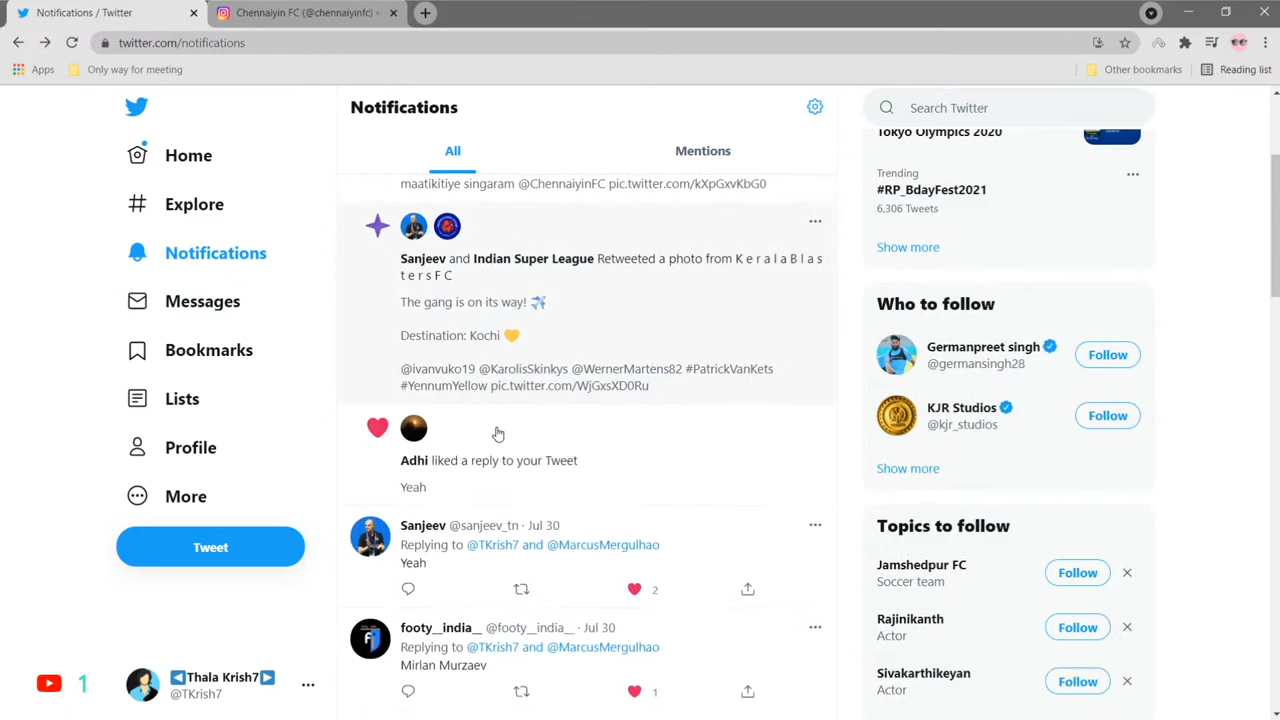 Notifications / Twitter
Chennaiyin FC (@chennaiyinfc) •
twitter.com/notifications
Apps
Only way for meeting
Other bookmarks
Reading list
Home
Explore
Notifications
Messages
Bookmarks
Lists
Profile
More
Tweet
1
Thala Krish7
@TKrish7
Notifications
All
Mentions
maatikitiye singaram @ChennaiyinFC pic.twitter.com/kXpGxvKbG0
Sanjeev and Indian Super League Retweeted a photo from K e r a l a B l a s
t e r s F C
The gang is on its way! ✈️
Destination: Kochi 💛
@ivanvuko19 @KarolisSkinkys @WernerMartens82 #PatrickVanKets
#YennumYellow pic.twitter.com/WjGxsXD0Ru
Adhi liked a reply to your Tweet
Yeah
Sanjeev @sanjeev_tn · Jul 30
Replying to @TKrish7 and @MarcusMergulhao
Yeah
2
footy__india__ @footy__india__ · Jul 30
Replying to @TKrish7 and @MarcusMergulhao
Mirlan Murzaev
1
Search Twitter
Tokyo Olympics 2020
Trending
#RP_BdayFest2021
6,306 Tweets
Show more
Who to follow
Germanpreet singh
@germansingh28
Follow
KJR Studios
@kjr_studios
Follow
Show more
Topics to follow
Jamshedpur FC
Soccer team
Follow
Rajinikanth
Actor
Follow
Sivakarthikeyan
Actor
Follow